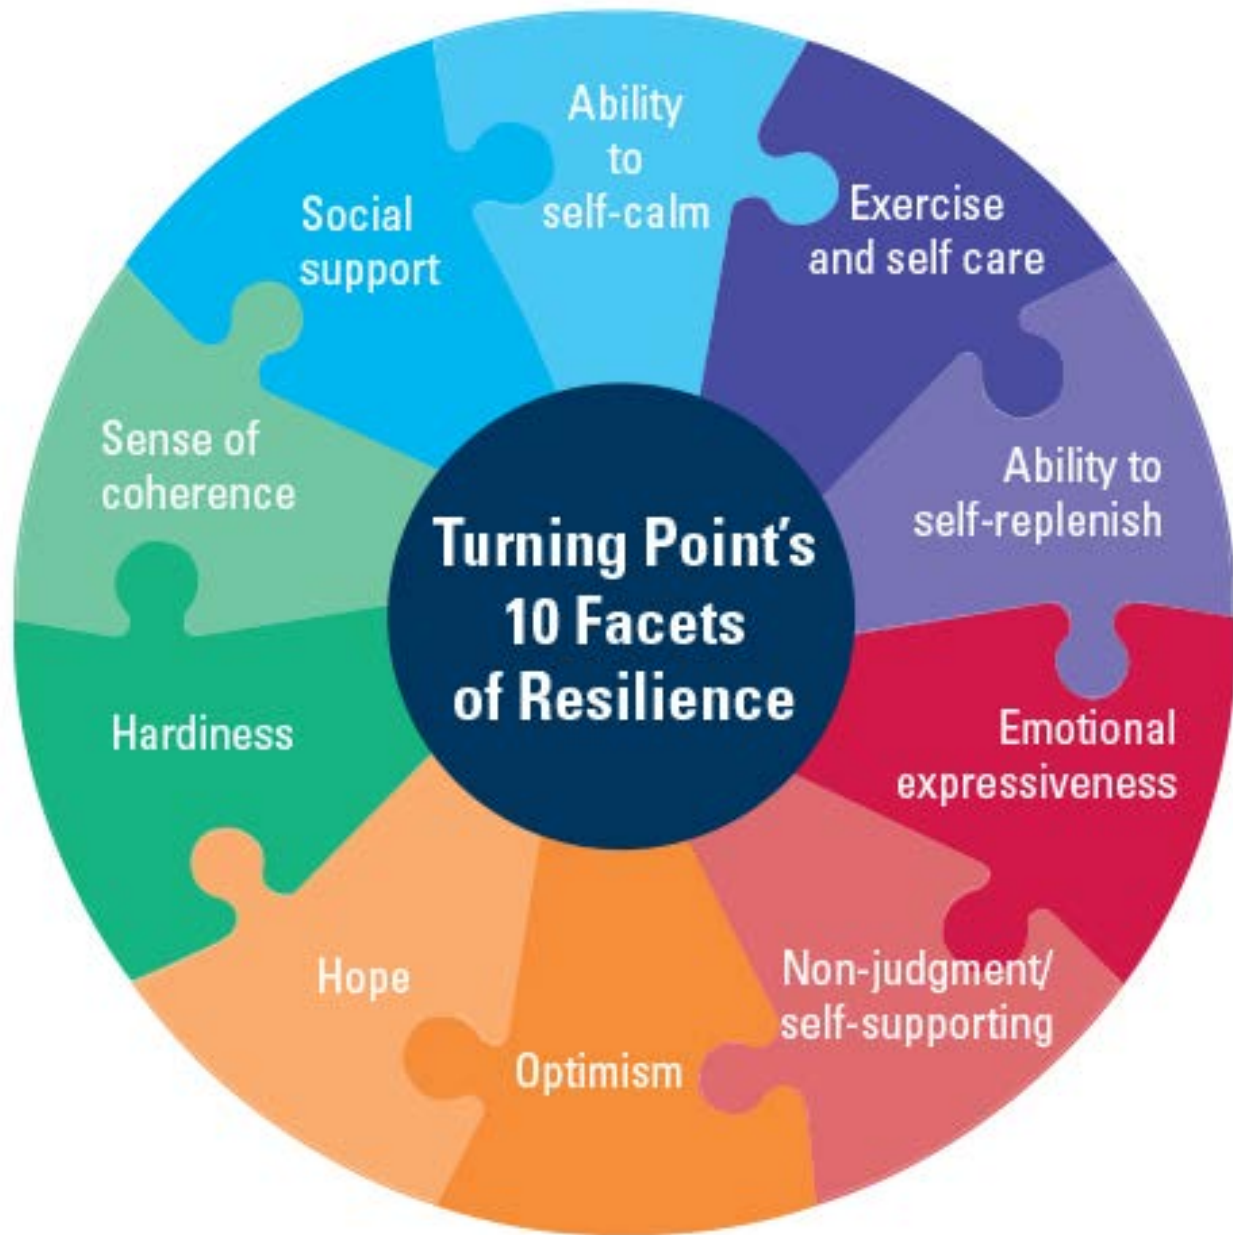 Turning Point's
10 Facets
of Resilience
Ability
to
self-calm
Exercise
and self care
Ability to
self-replenish
Emotional
expressiveness
Non-judgment/
self-supporting
Optimism
Hope
Hardiness
Sense of
coherence
Social
support